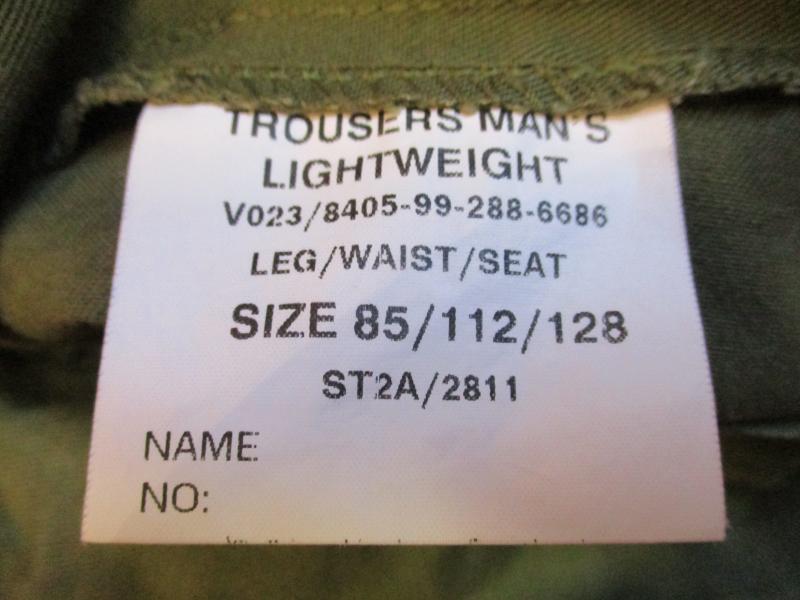 TROUSERS MAN'S
LIGHTWEIGHT
V023/8405-99-288-6686
LEG/WAIST/SEAT
SIZE 85/112/128
ST2A/2811
NAME
NO: